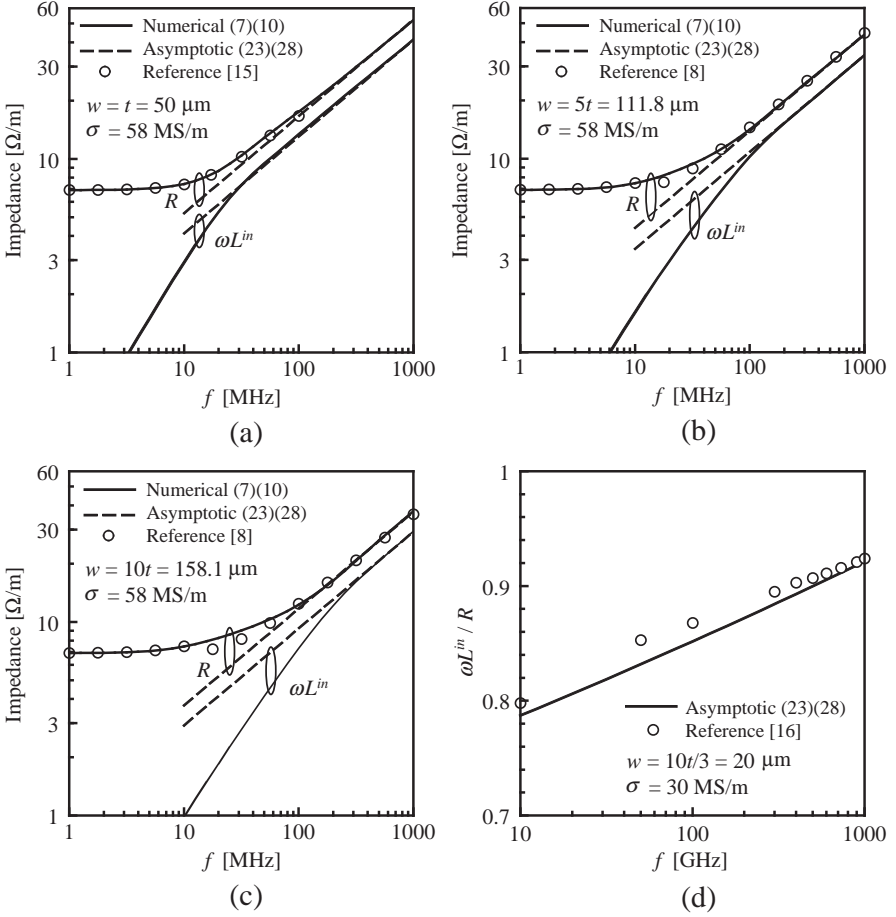 60
30
10
3
1
Impedance [Ω/m]
Numerical (7)(10)
Asymptotic (23)(28)
Reference [15]
w = t = 50 μm
σ = 58 MS/m
R
ωL^in
1 10 100 1000
f [MHz]
(a)
60
30
10
3
1
Impedance [Ω/m]
Numerical (7)(10)
Asymptotic (23)(28)
Reference [8]
w = 5t = 111.8 μm
σ = 58 MS/m
R
ωL^in
1 10 100 1000
f [MHz]
(b)
60
30
10
3
1
Impedance [Ω/m]
Numerical (7)(10)
Asymptotic (23)(28)
Reference [8]
w = 10t = 158.1 μm
σ = 58 MS/m
R
ωL^in
1 10 100 1000
f [MHz]
(c)
1
0.9
0.8
0.7
ωL^in / R
Asymptotic (23)(28)
Reference [16]
w = 10t/3 = 20 μm
σ = 30 MS/m
10 100 1000
f [GHz]
(d)